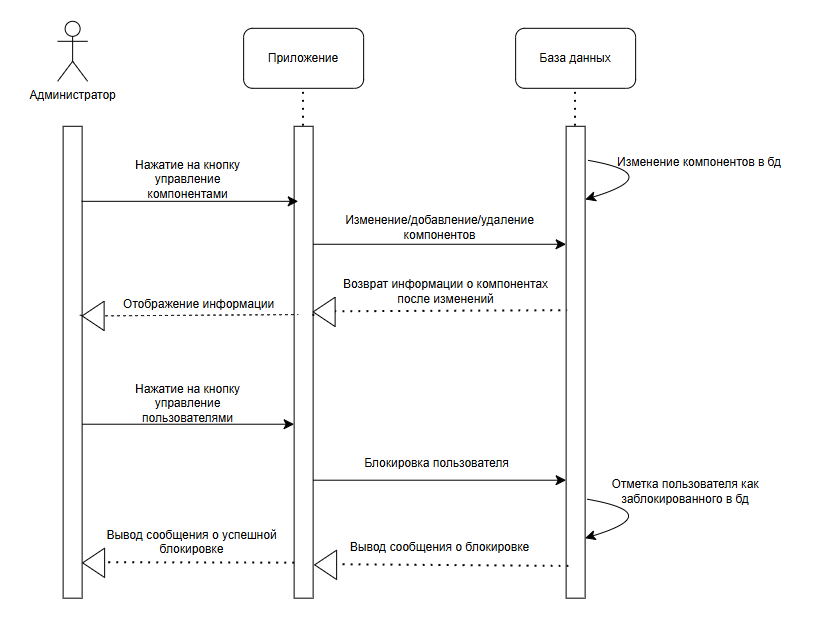 Администратор
Приложение
База данных
Нажатие на кнопку
управление
компонентами
Изменение компонентов в бд
Изменение/добавление/удаление
компонентов
Возврат информации о компонентах
после изменений
Отображение информации
Нажатие на кнопку
управление
пользователями
Блокировка пользователя
Отметка пользователя как
заблокированного в бд
Вывод сообщения о успешной
блокировке
Вывод сообщения о блокировке